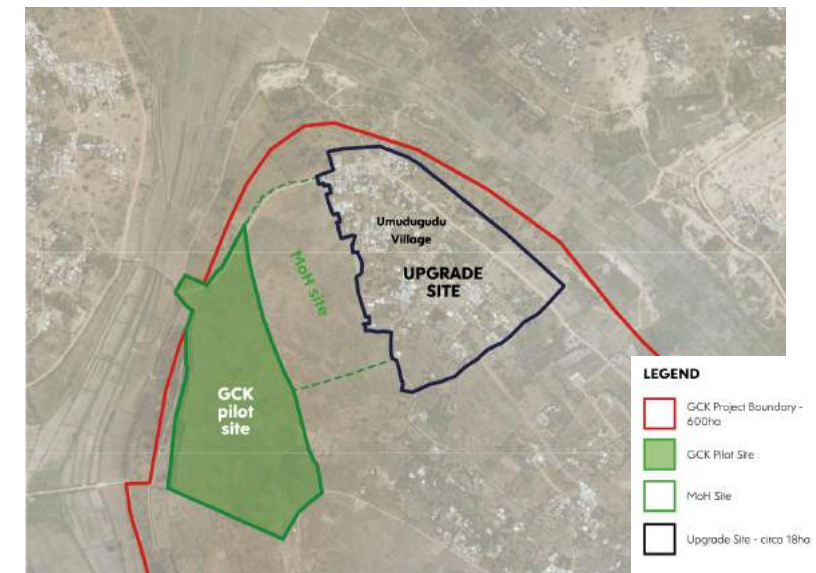 Umudugudu
Village
UPGRADE
SITE
MoH site
GCK
pilot
site
LEGEND
GCK Project Boundary -
600ha
GCK Pilot Site
MoH Site
Upgrade Site - circa 18ha